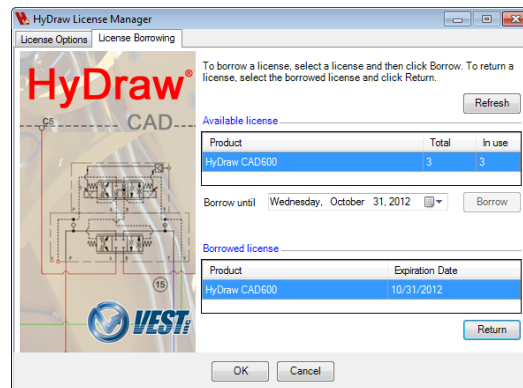 HyDraw License Manager
License Options
License Borrowing
HyDraw®
CAD
C5
15
VEST
To borrow a license, select a license and then click Borrow. To return a
license, select the borrowed license and click Return.
Refresh
Available license
Product Total In use
HyDraw CAD600 3 3
Borrow until Wednesday, October 31, 2012 Borrow
Borrowed license
Product Expiration Date
HyDraw CAD600 10/31/2012
Return
OK Cancel